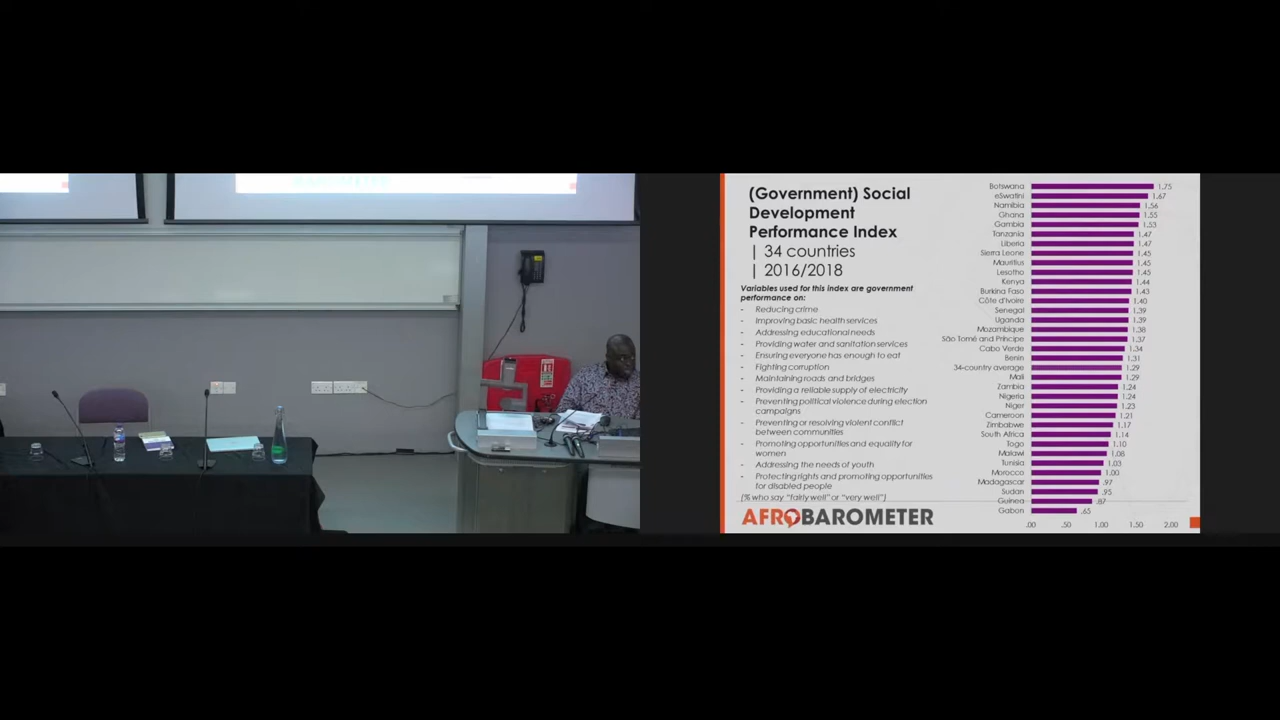 (Government) Social
Development
Performance Index
| 34 countries
| 2016/2018
Variables used for this index are government
performance on:
- Reducing crime
- Improving basic health services
- Addressing educational needs
- Providing water and sanitation services
- Ensuring everyone has enough to eat
- Fighting corruption
- Maintaining roads and bridges
- Providing a reliable supply of electricity
- Preventing political violence during election
campaigns
- Preventing or resolving violent conflict
between communities
- Promoting opportunities and equality for
women
- Addressing the needs of youth
- Protecting rights and promoting opportunities
for disabled people
(% who say "fairly well" or "very well")
AFROBAROMETER
Botswana 1.75
eSwatini 1.67
Namibia 1.56
Ghana 1.55
Gambia 1.53
Tanzania 1.47
Liberia 1.47
Sierra Leone 1.45
Mauritius 1.45
Lesotho 1.45
Kenya 1.44
Burkina Faso 1.43
Côte d'Ivoire 1.40
Senegal 1.39
Uganda 1.39
Mozambique 1.38
São Tomé and Príncipe 1.37
Cabo Verde 1.34
Benin 1.31
34-country average 1.29
Mali 1.29
Zambia 1.24
Nigeria 1.24
Niger 1.23
Cameroon 1.21
Zimbabwe 1.17
South Africa 1.14
Togo 1.10
Malawi 1.08
Tunisia 1.03
Morocco 1.00
Madagascar .97
Sudan .95
Guinea .87
Gabon .65
.00 .50 1.00 1.50 2.00